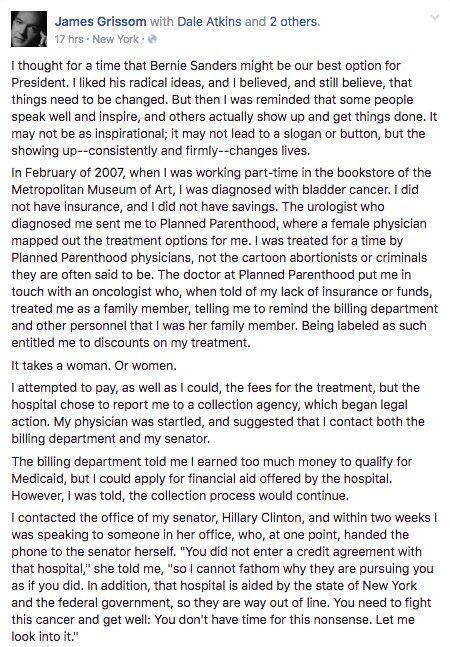 James Grissom with Dale Atkins and 2 others.
17 hrs · New York ·
I thought for a time that Bernie Sanders might be our best option for
President. I liked his radical ideas, and I believed, and still believe, that
things need to be changed. But then I was reminded that some people
speak well and inspire, and others actually show up and get things done. It
may not be as inspirational; it may not lead to a slogan or button, but the
showing up--consistently and firmly--changes lives.
In February of 2007, when I was working part-time in the bookstore of the
Metropolitan Museum of Art, I was diagnosed with bladder cancer. I did
not have insurance, and I did not have savings. The urologist who
diagnosed me sent me to Planned Parenthood, where a female physician
mapped out the treatment options for me. I was treated for a time by
Planned Parenthood physicians, not the cartoon abortionists or criminals
they are often said to be. The doctor at Planned Parenthood put me in
touch with an oncologist who, when told of my lack of insurance or funds,
treated me as a family member, telling me to remind the billing department
and other personnel that I was her family member. Being labeled as such
entitled me to discounts on my treatment.
It takes a woman. Or women.
I attempted to pay, as well as I could, the fees for the treatment, but the
hospital chose to report me to a collection agency, which began legal
action. My physician was startled, and suggested that I contact both the
billing department and my senator.
The billing department told me I earned too much money to qualify for
Medicaid, but I could apply for financial aid offered by the hospital.
However, I was told, the collection process would continue.
I contacted the office of my senator, Hillary Clinton, and within two weeks I
was speaking to someone in her office, who, at one point, handed the
phone to the senator herself. "You did not enter a credit agreement with
that hospital," she told me, "so I cannot fathom why they are pursuing you
as if you did. In addition, that hospital is aided by the state of New York
and the federal government, so they are way out of line. You need to fight
this cancer and get well: You don't have time for this nonsense. Let me
look into it."